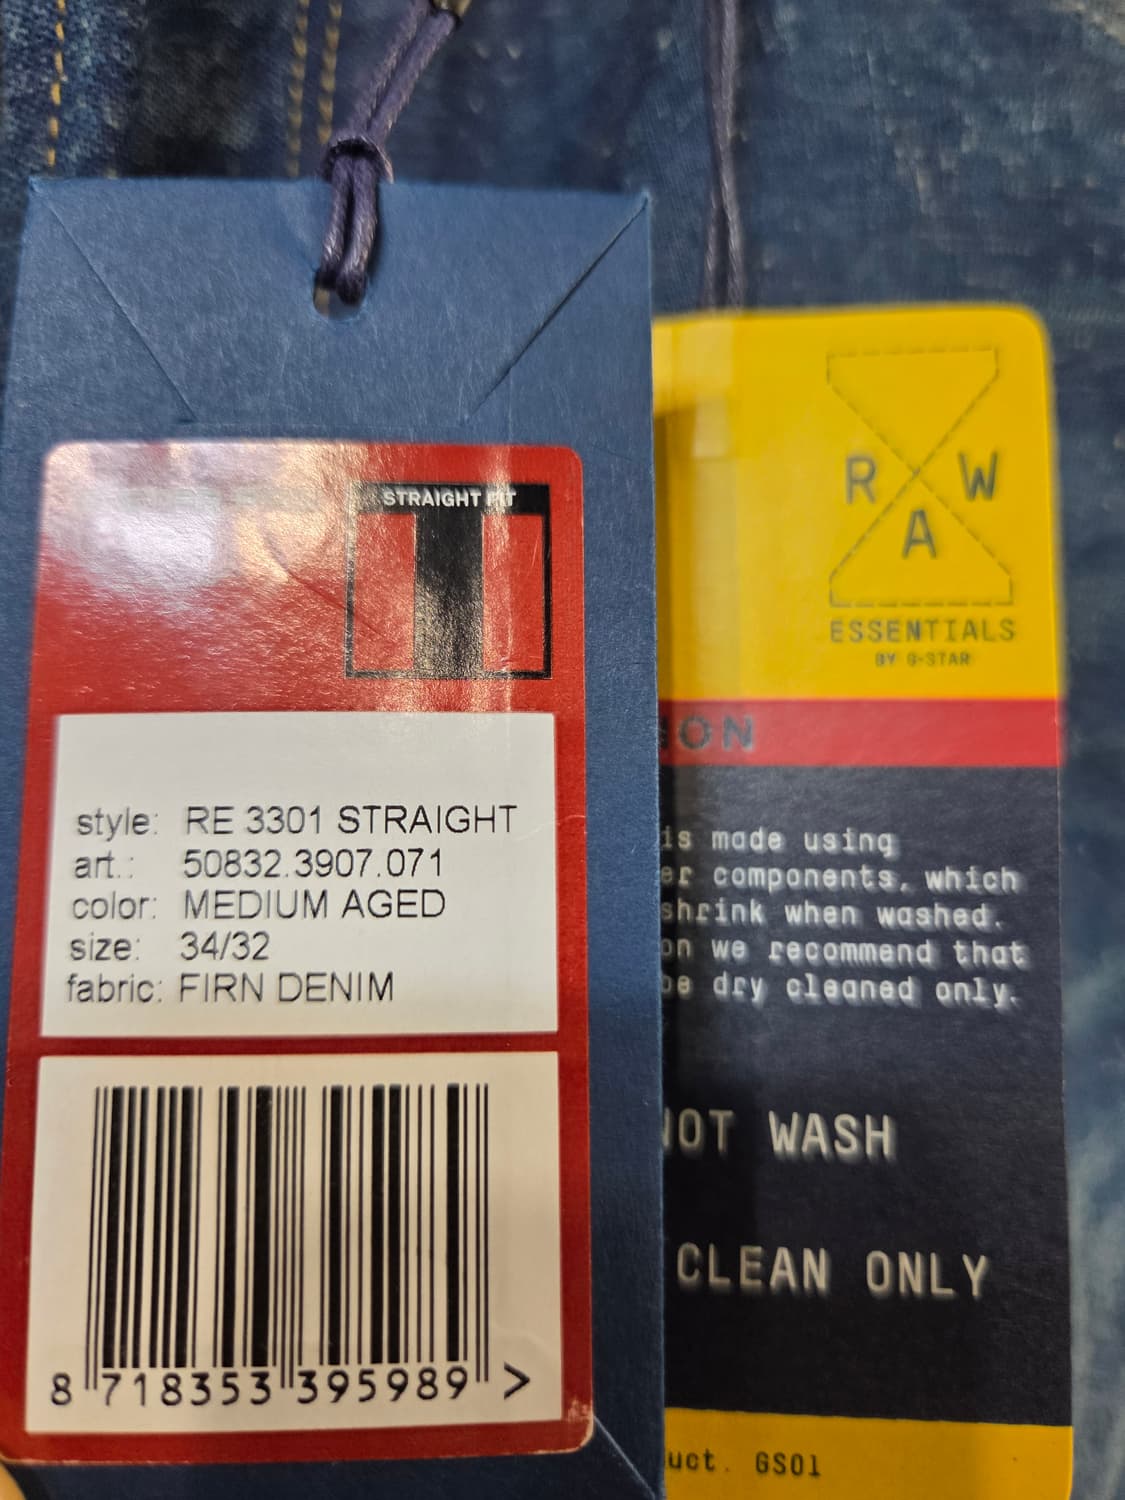 STRAIGHT FIT
style: RE 3301 STRAIGHT
art.: 50832.3907.071
color: MEDIUM AGED
size: 34/32
fabric: FIRN DENIM
8 718353 395989 >
R W
A
ESSENTIALS
BY G-STAR
ION
is made using
er components, which
shrink when washed.
on we recommend that
be dry cleaned only.
NOT WASH
CLEAN ONLY
uct. GS01